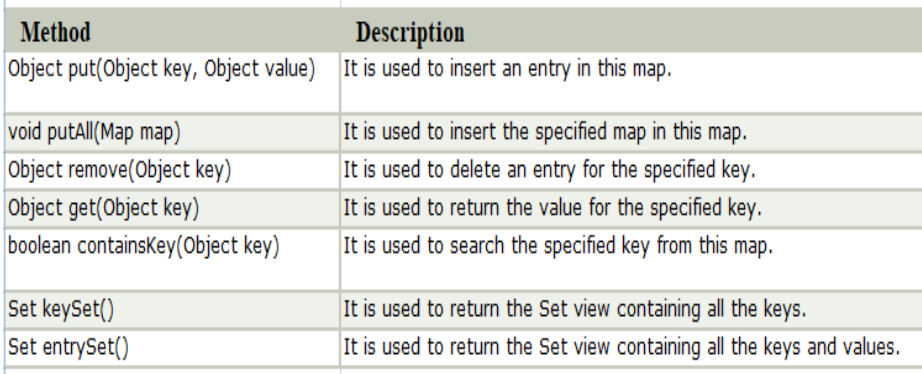 Method Description
Object put(Object key, Object value) It is used to insert an entry in this map.
void putAll(Map map) It is used to insert the specified map in this map.
Object remove(Object key) It is used to delete an entry for the specified key.
Object get(Object key) It is used to return the value for the specified key.
boolean containsKey(Object key) It is used to search the specified key from this map.
Set keySet() It is used to return the Set view containing all the keys.
Set entrySet() It is used to return the Set view containing all the keys and values.